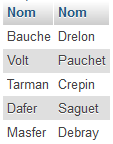 Nom Nom
Bauche Drelon
Volt Pauchet
Tarman Crepin
Dafer Saguet
Masfer Debray